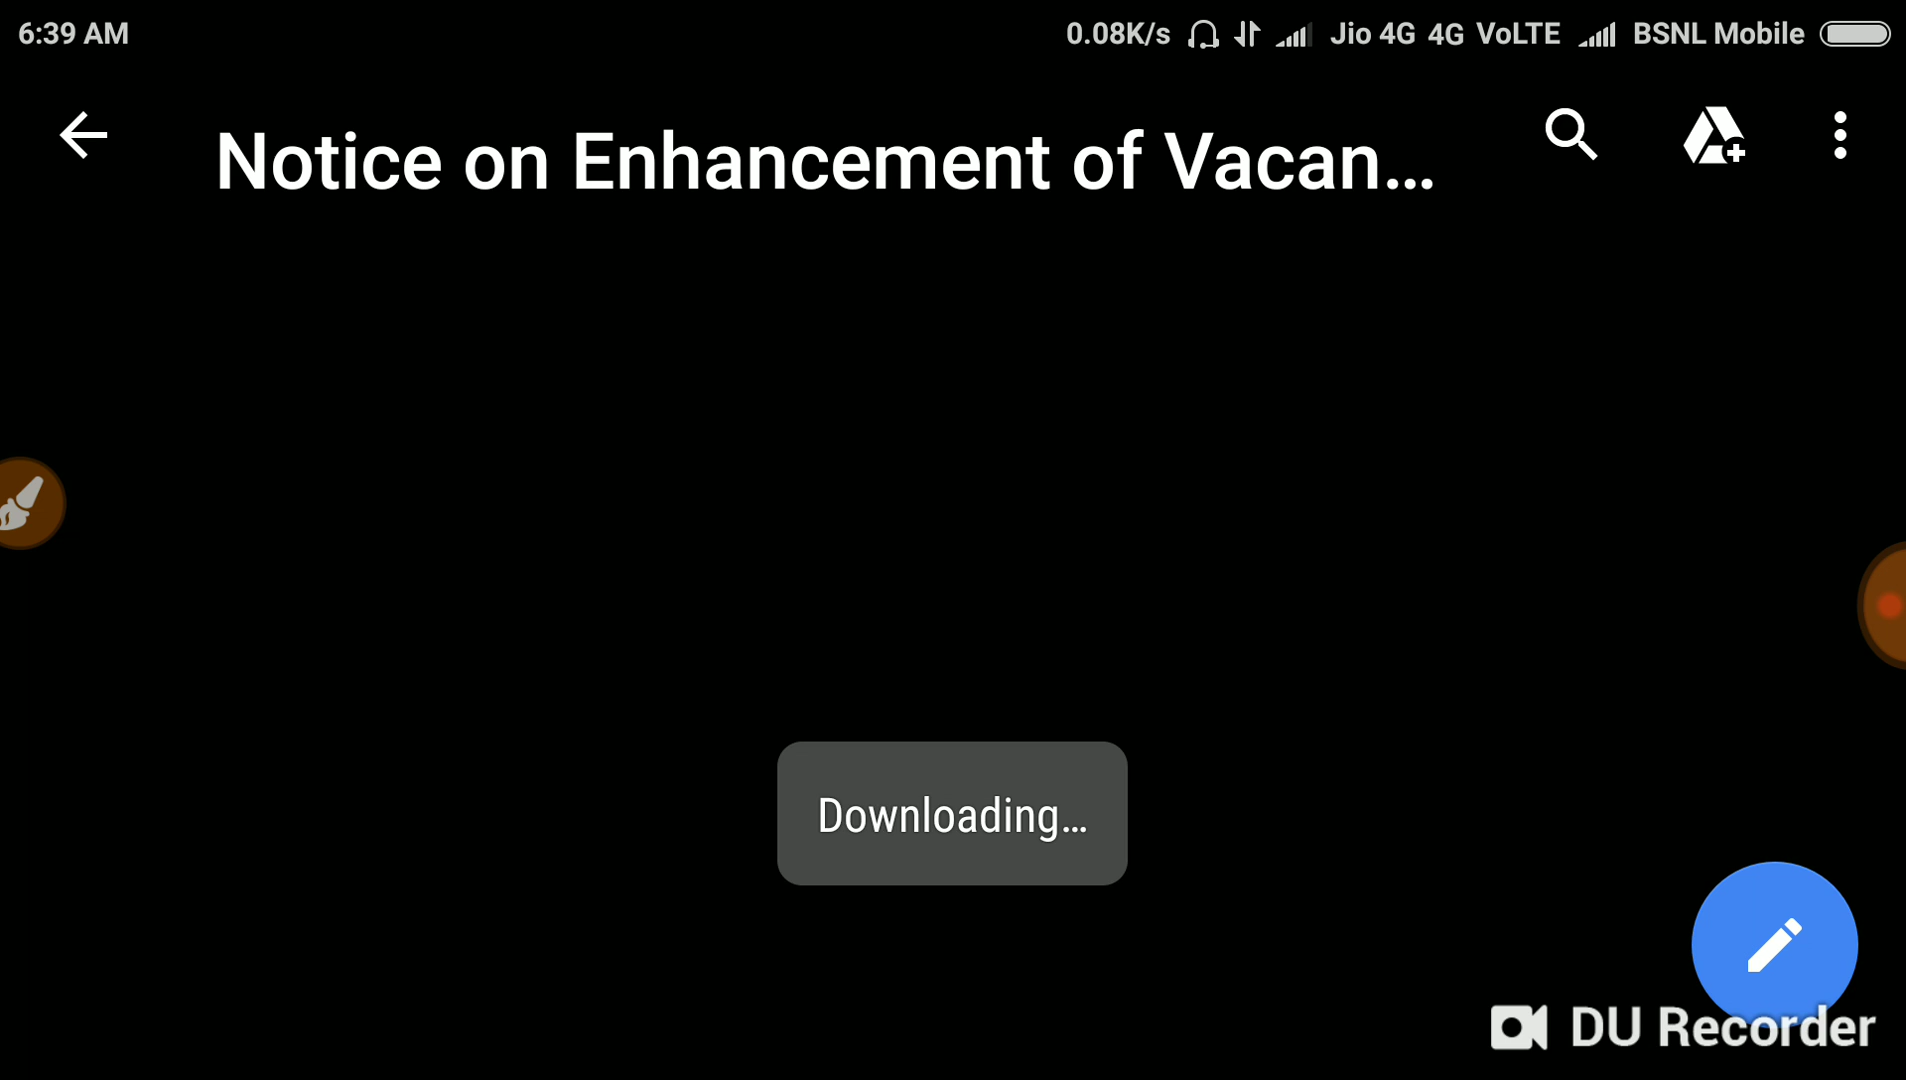 6:39 AM 0.08K/s Jio 4G 4G VoLTE BSNL Mobile
Notice on Enhancement of Vacan...
Downloading...
DU Recorder